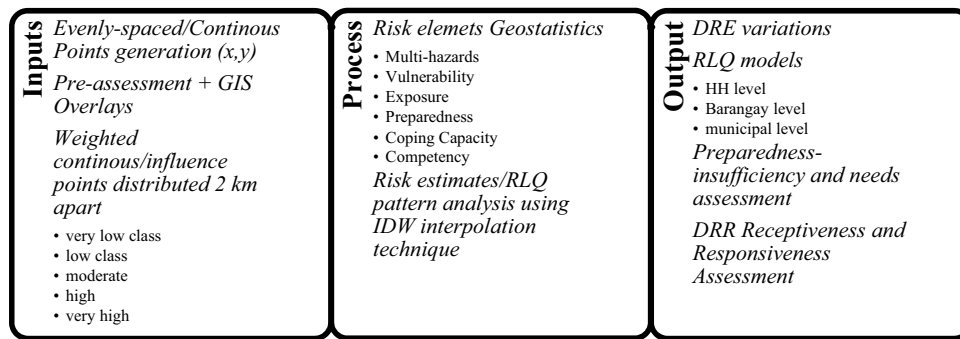 Inputs
Evenly-spaced/Continous
Points generation (x,y)
Pre-assessment + GIS
Overlays
Weighted
continous/influence
points distributed 2 km
apart
• very low class
• low class
• moderate
• high
• very high
Process
Risk elemets Geostatistics
• Multi-hazards
• Vulnerability
• Exposure
• Preparedness
• Coping Capacity
• Competency
Risk estimates/RLQ
pattern analysis using
IDW interpolation
technique
Output
DRE variations
RLQ models
• HH level
• Barangay level
• municipal level
Preparedness-
insufficiency and needs
assessment
DRR Receptiveness and
Responsiveness
Assessment